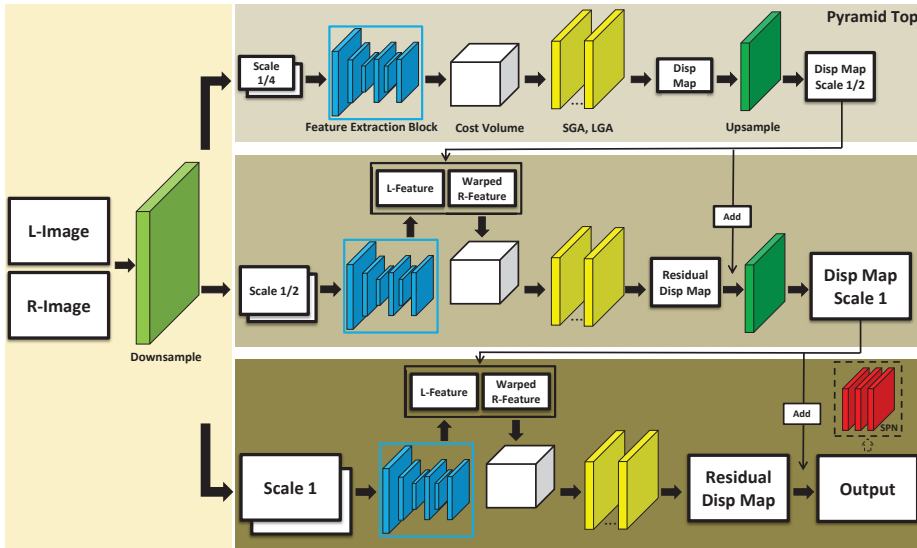 Pyramid Top
Scale
1/4
Disp
Map
Disp Map
Scale 1/2
Feature Extraction Block
Cost Volume
...
SGA, LGA
Upsample
L-Image
R-Image
Downsample
L-Feature
Warped
R-Feature
Add
Scale 1/2
...
Residual
Disp Map
Disp Map
Scale 1
L-Feature
Warped
R-Feature
Add
SPN
Scale 1
...
Residual
Disp Map
Output